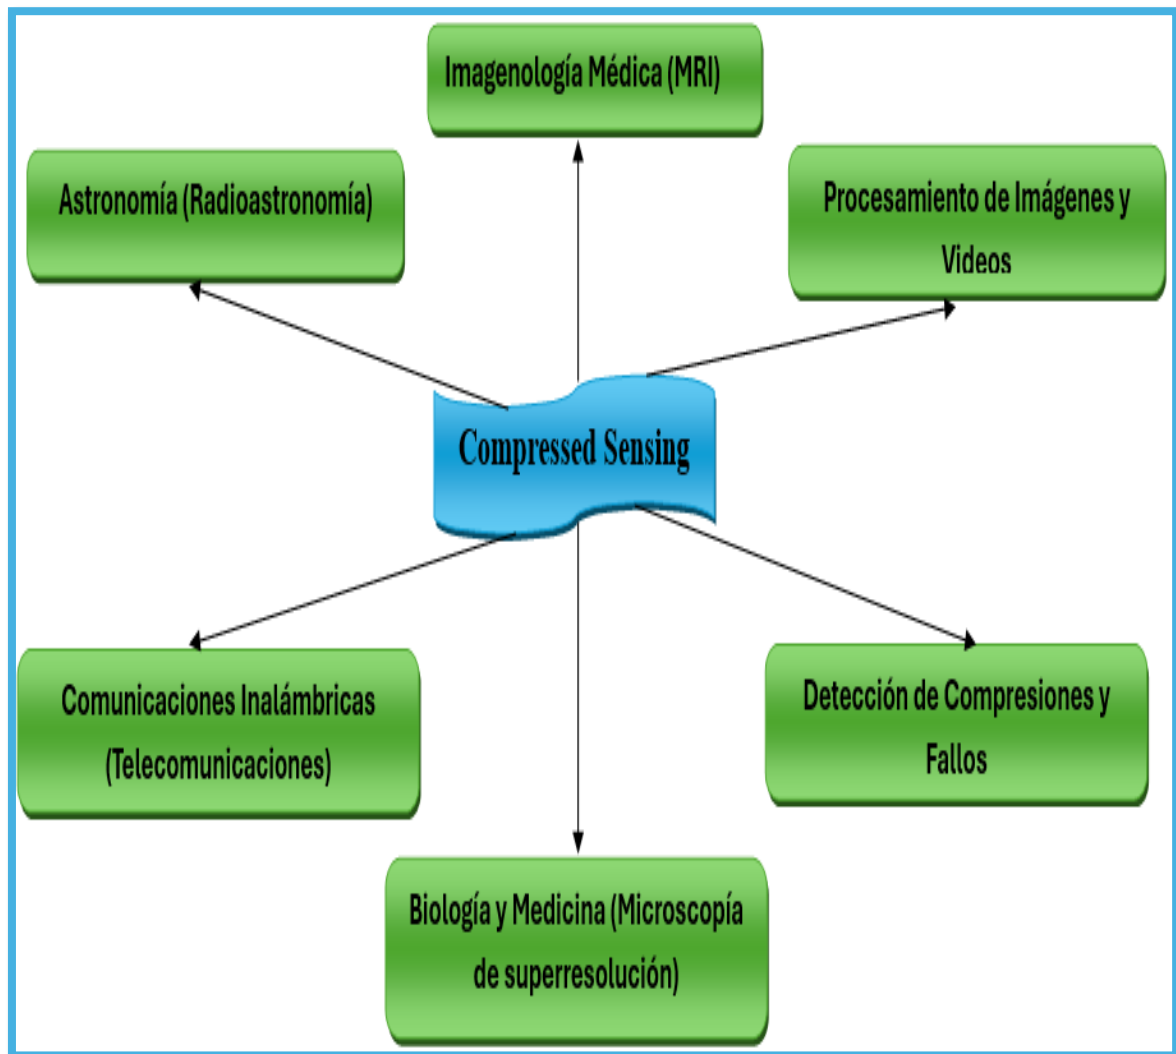 Imagenología Médica (MRI)
Astronomía (Radioastronomía)
Procesamiento de Imágenes y
Videos
Compressed Sensing
Comunicaciones Inalámbricas
(Telecomunicaciones)
Detección de Compresiones y
Fallos
Biología y Medicina (Microscopía
de superresolución)